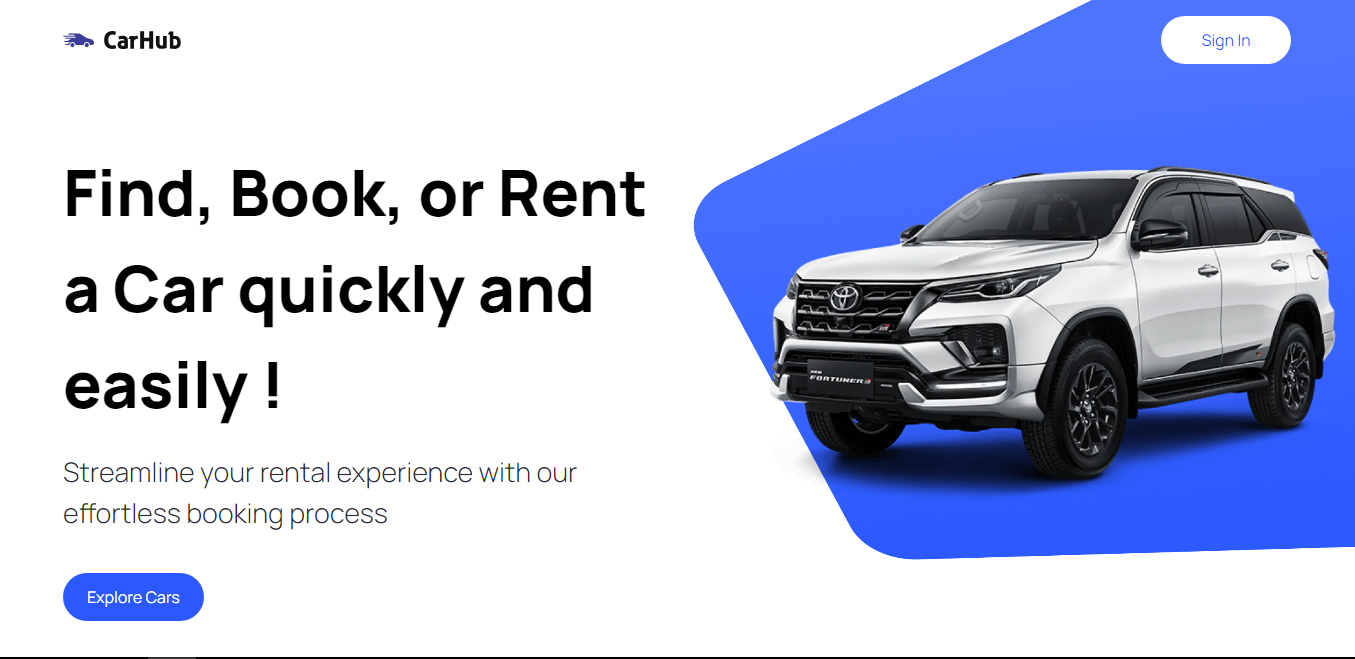 CarHub
Sign In
Find, Book, or Rent
a Car quickly and
easily !
Streamline your rental experience with our
effortless booking process
Explore Cars
NEW
FORTUNER